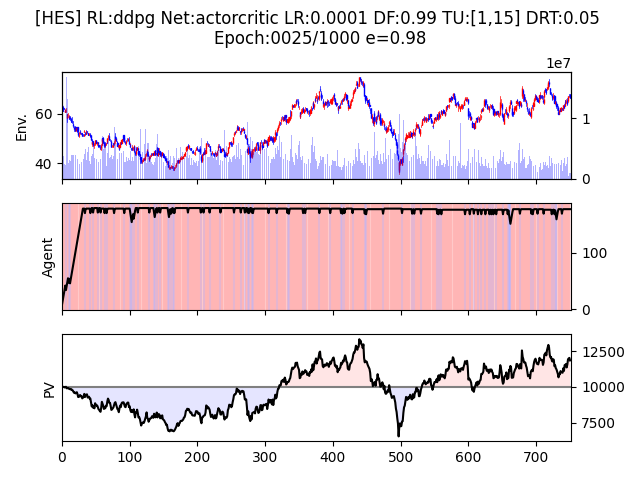 [HES] RL:ddpg Net:actorcritic LR:0.0001 DF:0.99 TU:[1,15] DRT:0.05
Epoch:0025/1000 e=0.98
1e7
Env.
60
40
1
0
Agent
100
0
PV
12500
10000
7500
0 100 200 300 400 500 600 700